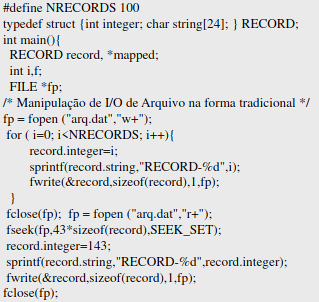 #define NRECORDS 100
typedef struct {int integer; char string[24]; } RECORD;
int main(){
RECORD record, *mapped;
int i,f;
FILE *fp;
/* Manipulação de I/O de Arquivo na forma tradicional */
fp = fopen ("arq.dat","w+");
for ( i=0; i<NRECORDS; i++){
record.integer=i;
sprintf(record.string,"RECORD-%d",i);
fwrite(&record,sizeof(record),1,fp);
}
fclose(fp); fp = fopen ("arq.dat","r+");
fseek(fp,43*sizeof(record),SEEK_SET);
record.integer=143;
sprintf(record.string,"RECORD-%d",record.integer);
fwrite(&record,sizeof(record),1,fp);
fclose(fp);